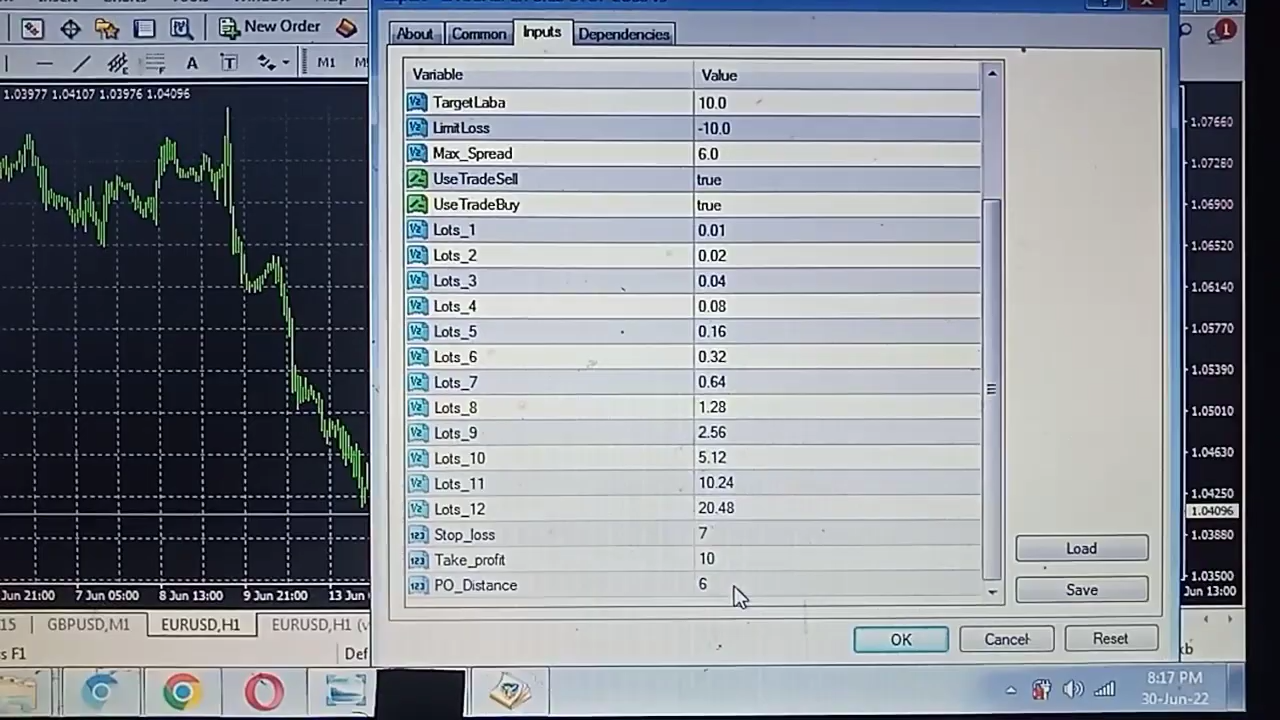 New Order
About Common Inputs Dependencies
M1
1.03977 1.04107 1.03976 1.04096
Variable Value
TargetLaba 10.0
LimitLoss -10.0
Max_Spread 6.0
UseTradeSell true
UseTradeBuy true
Lots_1 0.01
Lots_2 0.02
Lots_3 0.04
Lots_4 0.08
Lots_5 0.16
Lots_6 0.32
Lots_7 0.64
Lots_8 1.28
Lots_9 2.56
Lots_10 5.12
Lots_11 10.24
Lots_12 20.48
Stop_loss 7
Take_profit 10
PO_Distance 6
Load
Save
OK Cancel Reset
1.07660
1.07280
1.06900
1.06520
1.06140
1.05770
1.05390
1.05010
1.04630
1.04250
1.04096
1.03880
1.03500
Jun 21:00 7 Jun 05:00 8 Jun 13:00 9 Jun 21:00 13 Jun Jun 13:00
15 GBPUSD,M1 EURUSD,H1 EURUSD,H1 (v
s F1 Def kb
8:17 PM
30-Jun-22
1